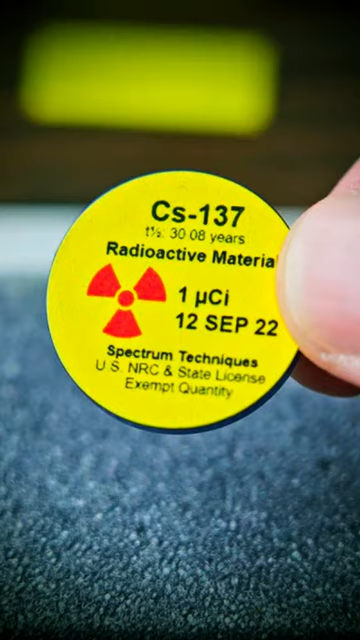 Cs-137
t½: 30.08 years
Radioactive Materia
1 µCi
12 SEP 22
Spectrum Techniques
U.S. NRC & State License
Exempt Quantity